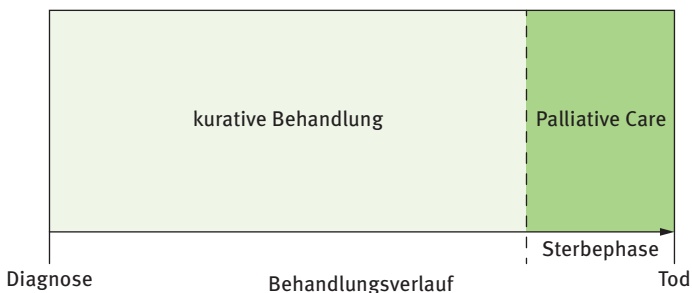 kurative Behandlung
Palliative Care
Sterbephase
Diagnose
Behandlungsverlauf
Tod